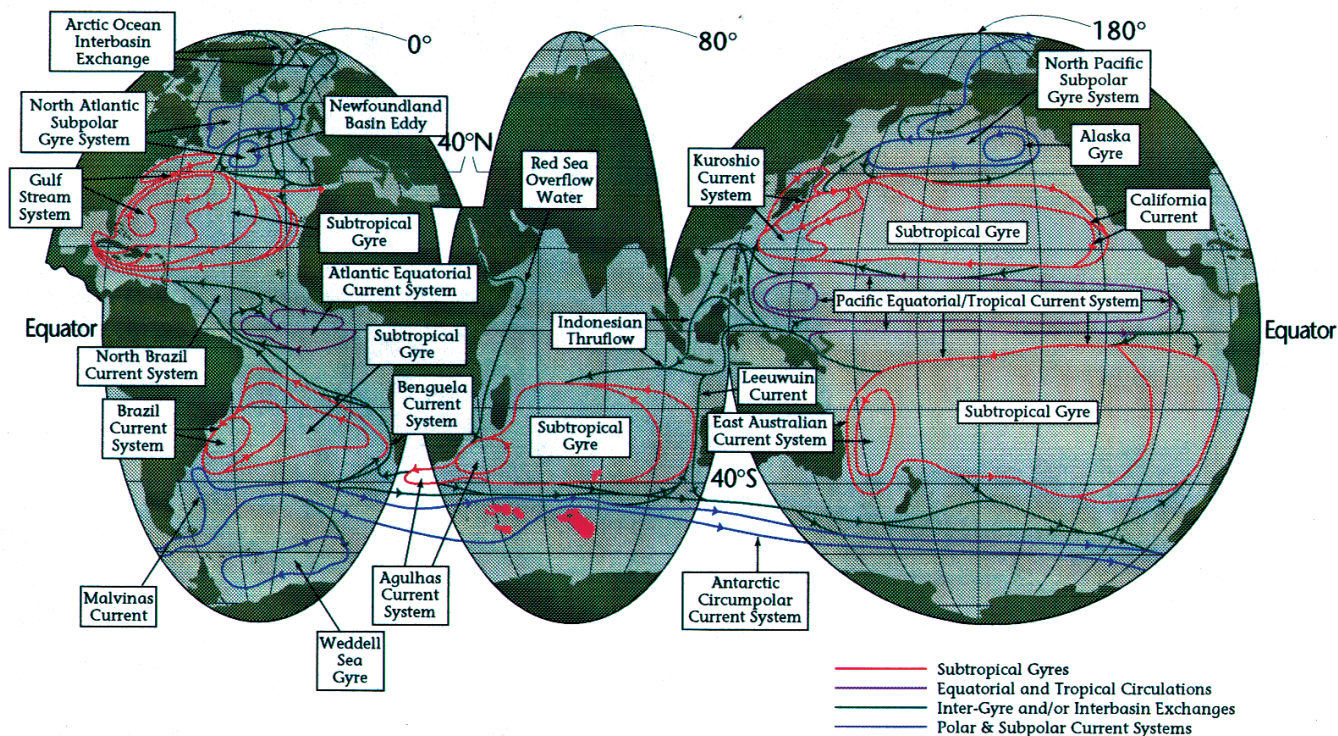 Arctic Ocean
Interbasin
Exchange
0°
80°
180°
North Pacific
Subpolar
Gyre System
North Atlantic
Subpolar
Gyre System
Newfoundland
Basin Eddy
40°N
Alaska
Gyre
Kuroshio
Current
System
Red Sea
Overflow
Water
Gulf
Stream
System
California
Current
Subtropical
Gyre
Subtropical Gyre
Atlantic Equatorial
Current System
Pacific Equatorial/Tropical Current System
Equator
Indonesian
Thruflow
Equator
North Brazil
Current System
Subtropical
Gyre
Benguela
Current
System
Leeuwuin
Current
Brazil
Current
System
Subtropical
Gyre
East Australian
Current System
Subtropical Gyre
40°S
Malvinas
Current
Agulhas
Current
System
Antarctic
Circumpolar
Current System
Weddell
Sea
Gyre
Subtropical Gyres
Equatorial and Tropical Circulations
Inter-Gyre and/or Interbasin Exchanges
Polar & Subpolar Current Systems